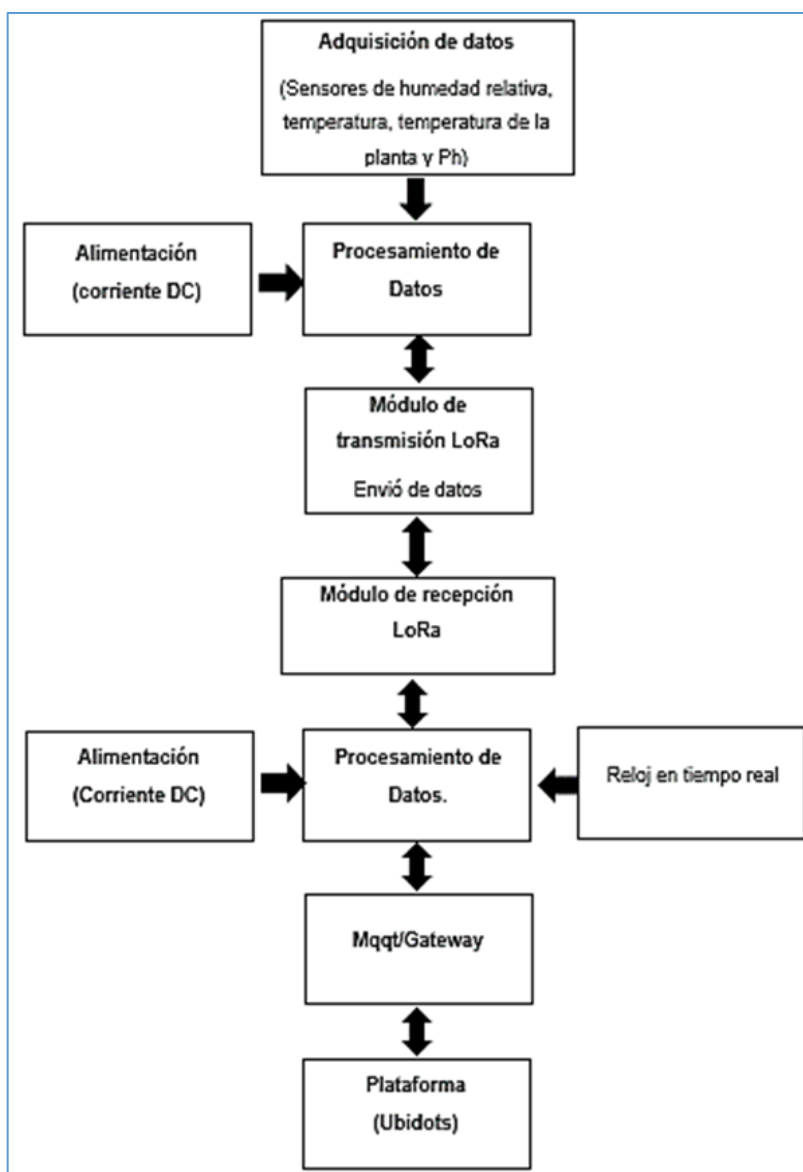 Adquisición de datos
(Sensores de humedad relativa,
temperatura, temperatura de la
planta y Ph)
Alimentación
(corriente DC)
Procesamiento de
Datos
Módulo de
transmisión LoRa
Envió de datos
Módulo de recepción
LoRa
Alimentación
(Corriente DC)
Procesamiento de
Datos.
Reloj en tiempo real
Mqqt/Gateway
Plataforma
(Ubidots)